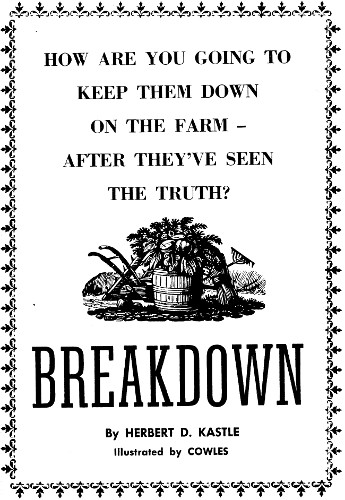 HOW ARE YOU GOING TO
KEEP THEM DOWN
ON THE FARM –
AFTER THEY'VE SEEN
THE TRUTH?
BREAKDOWN
By HERBERT D. KASTLE
Illustrated by COWLES